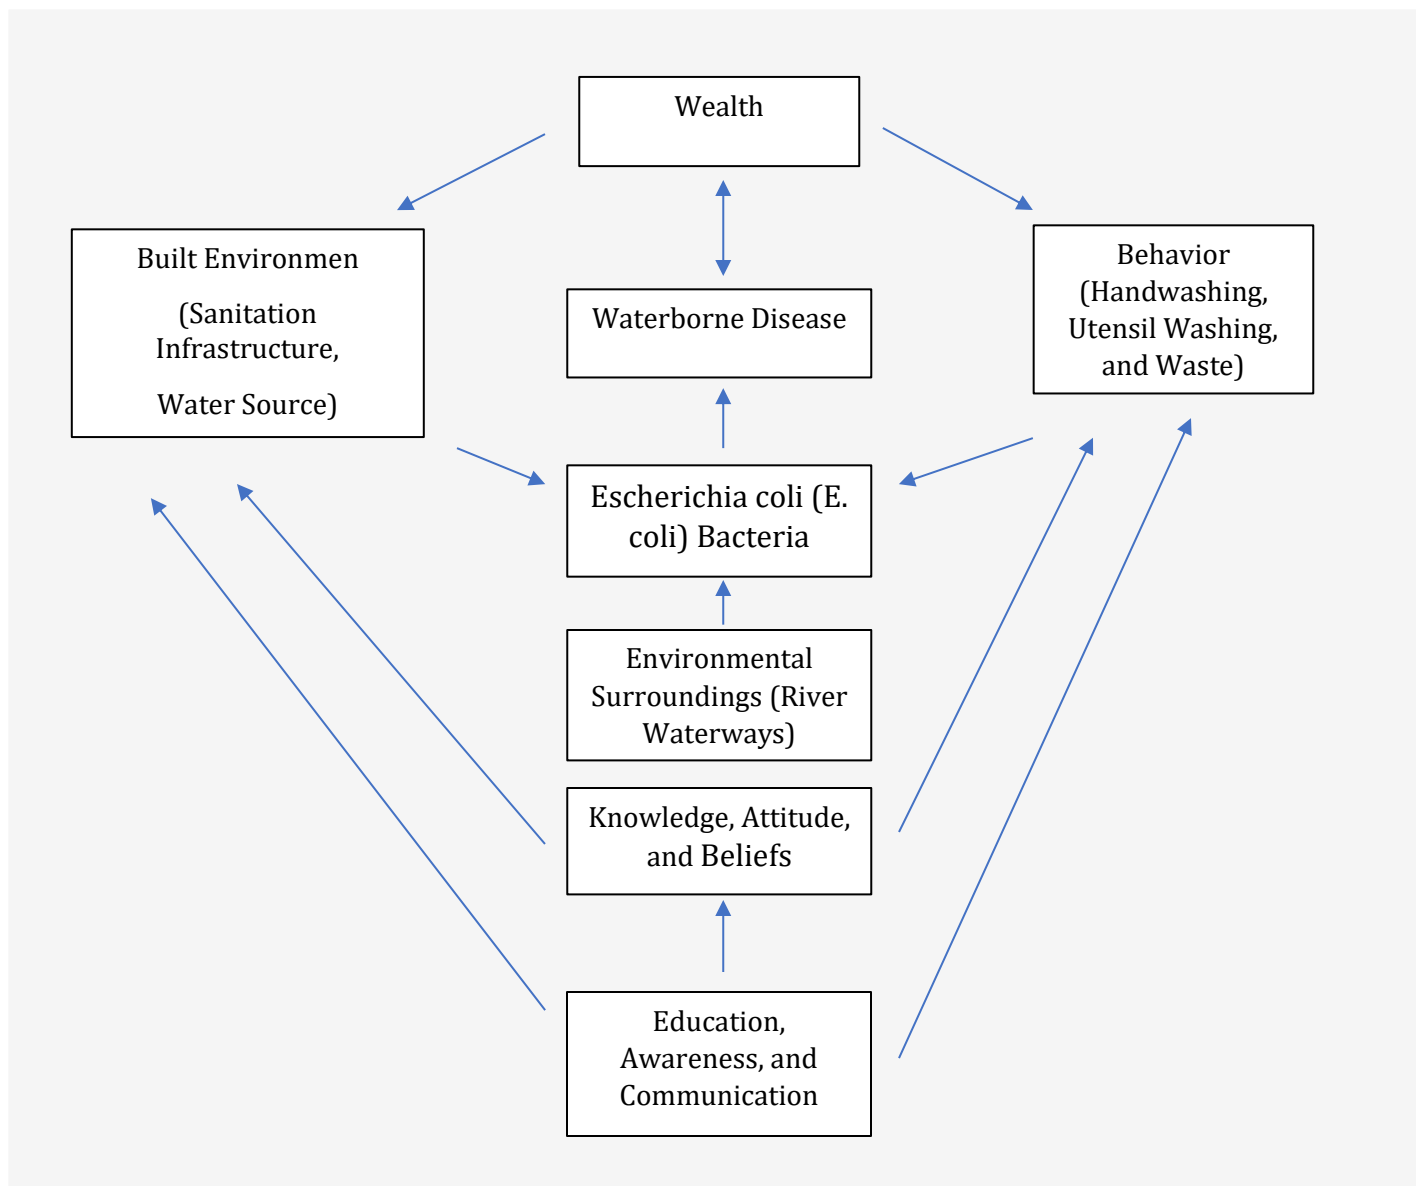 Wealth
Built Environmen
(Sanitation
Infrastructure,
Water Source)
Behavior
(Handwashing,
Utensil Washing,
and Waste)
Waterborne Disease
Escherichia coli (E.
coli) Bacteria
Environmental
Surroundings (River
Waterways)
Knowledge, Attitude,
and Beliefs
Education,
Awareness, and
Communication